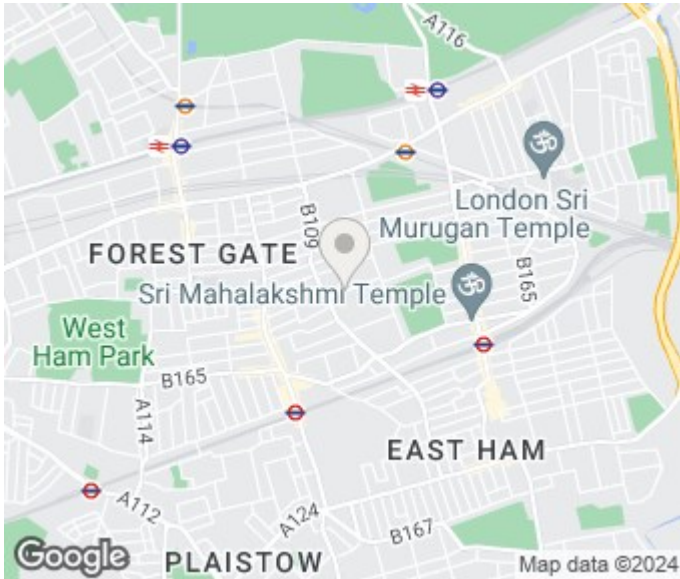 A116
London Sri
Murugan Temple
B109
FOREST GATE
B165
Sri Mahalakshmi Temple
West
Ham Park
B165
A114
EAST HAM
A112
A124
B167
Google
PLAISTOW
Map data ©2024